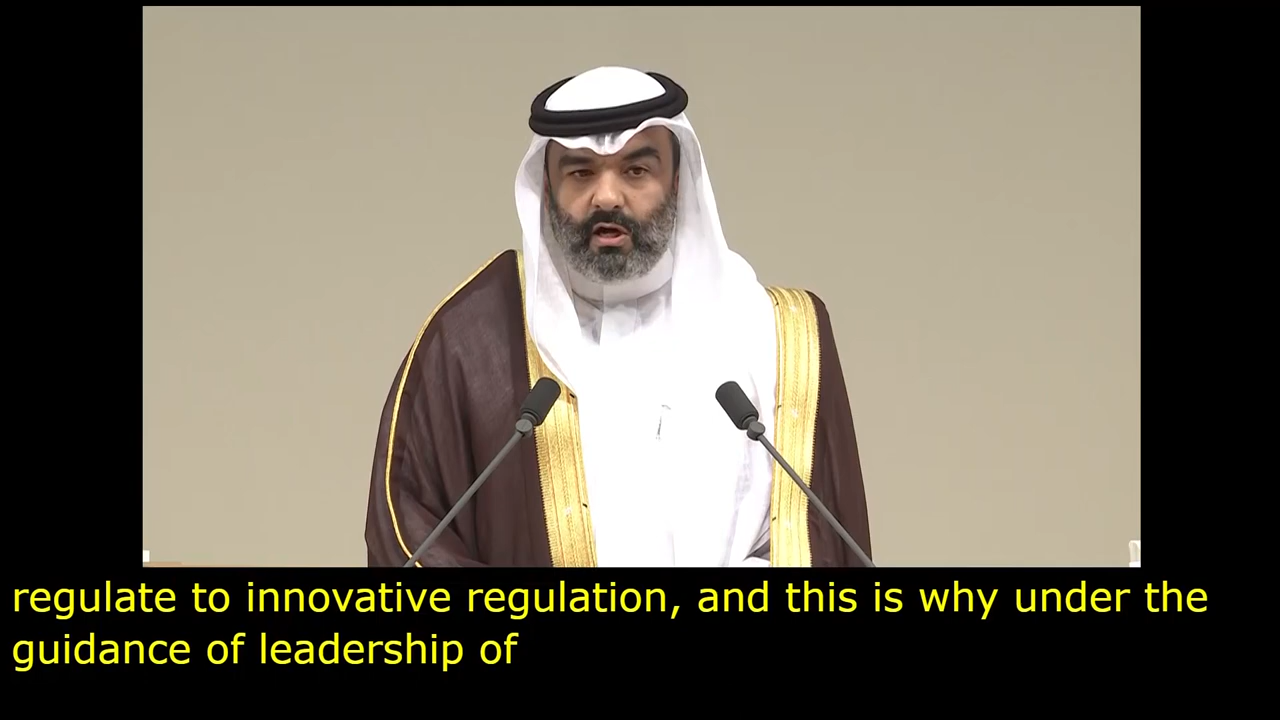 regulate to innovative regulation, and this is why under the
guidance of leadership of